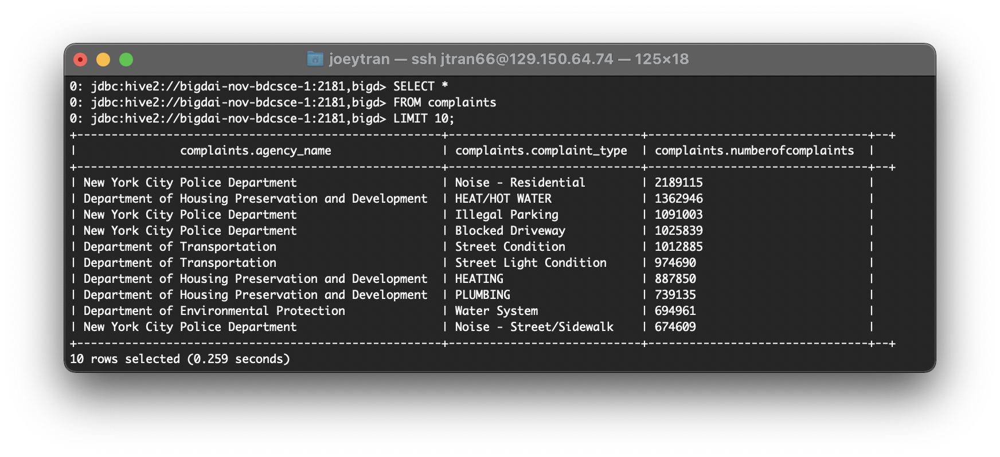 joeytran — ssh jtran66@129.150.64.74 — 125×18
0: jdbc:hive2://bigdai-nov-bdcsce-1:2181,bigd> SELECT *
0: jdbc:hive2://bigdai-nov-bdcsce-1:2181,bigd> FROM complaints
0: jdbc:hive2://bigdai-nov-bdcsce-1:2181,bigd> LIMIT 10;
+-----------------------------------------------------+----------------------------+--------------------------------+--+
| complaints.agency_name | complaints.complaint_type | complaints.numberofcomplaints |
+-----------------------------------------------------+----------------------------+--------------------------------+--+
| New York City Police Department | Noise - Residential | 2189115 |
| Department of Housing Preservation and Development | HEAT/HOT WATER | 1362946 |
| New York City Police Department | Illegal Parking | 1091003 |
| New York City Police Department | Blocked Driveway | 1025839 |
| Department of Transportation | Street Condition | 1012885 |
| Department of Transportation | Street Light Condition | 974690 |
| Department of Housing Preservation and Development | HEATING | 887850 |
| Department of Housing Preservation and Development | PLUMBING | 739135 |
| Department of Environmental Protection | Water System | 694961 |
| New York City Police Department | Noise - Street/Sidewalk | 674609 |
+-----------------------------------------------------+----------------------------+--------------------------------+--+
10 rows selected (0.259 seconds)